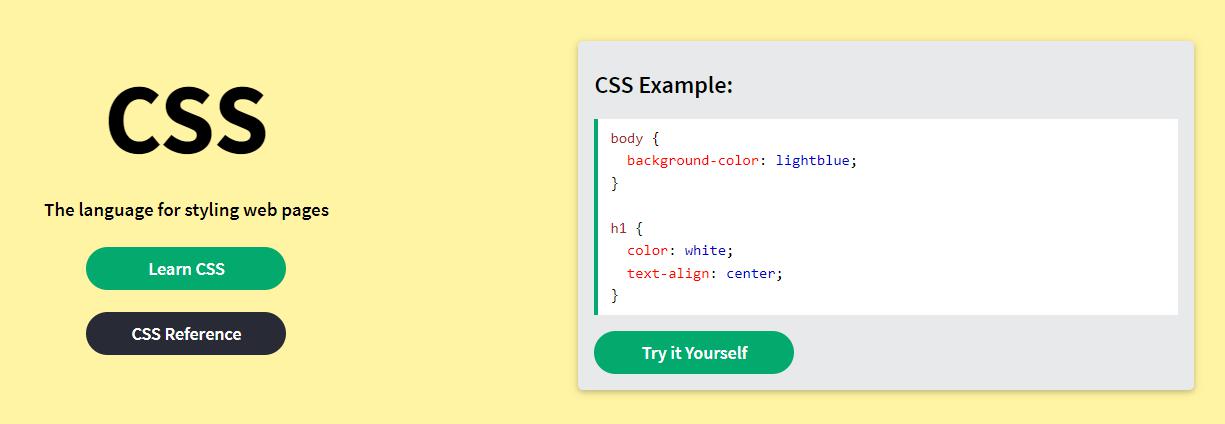 CSS
The language for styling web pages
Learn CSS
CSS Reference
CSS Example:
body {
  background-color: lightblue;
}

h1 {
  color: white;
  text-align: center;
}
Try it Yourself